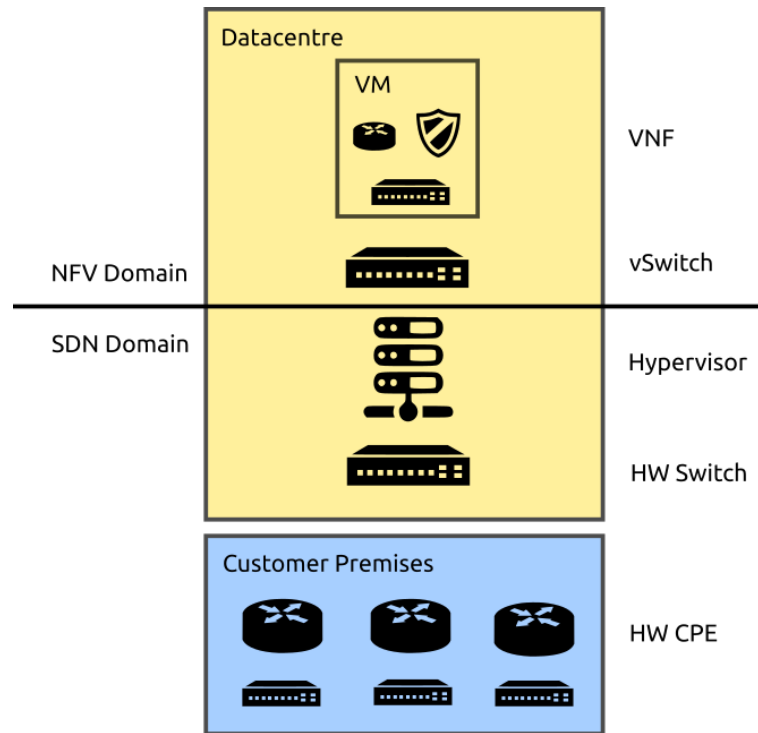 Datacentre
VM
VNF
NFV Domain
vSwitch
SDN Domain
Hypervisor
HW Switch
Customer Premises
HW CPE